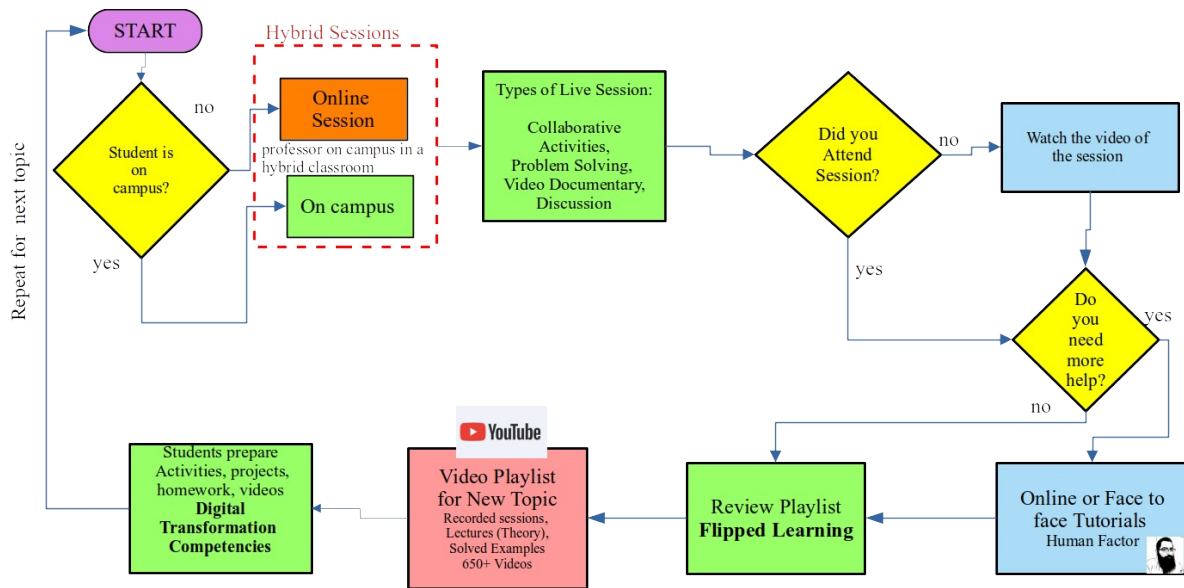 START
Hybrid Sessions
no
Online
Session
professor on campus in a
hybrid classroom
On campus
Student is
on
campus?
yes
Repeat for next topic
Types of Live Session:
Collaborative
Activities,
Problem Solving,
Video Documentary,
Discussion
Did you
Attend
Session?
no
Watch the video of
the session
yes
Do
you
need
more
help?
yes
no
Online or Face to
face Tutorials
Human Factor
Review Playlist
Flipped Learning
YouTube
Video Playlist
for New Topic
Recorded sessions,
Lectures (Theory),
Solved Examples
650+ Videos
Students prepare
Activities, projects,
homework, videos
Digital
Transformation
Competencies